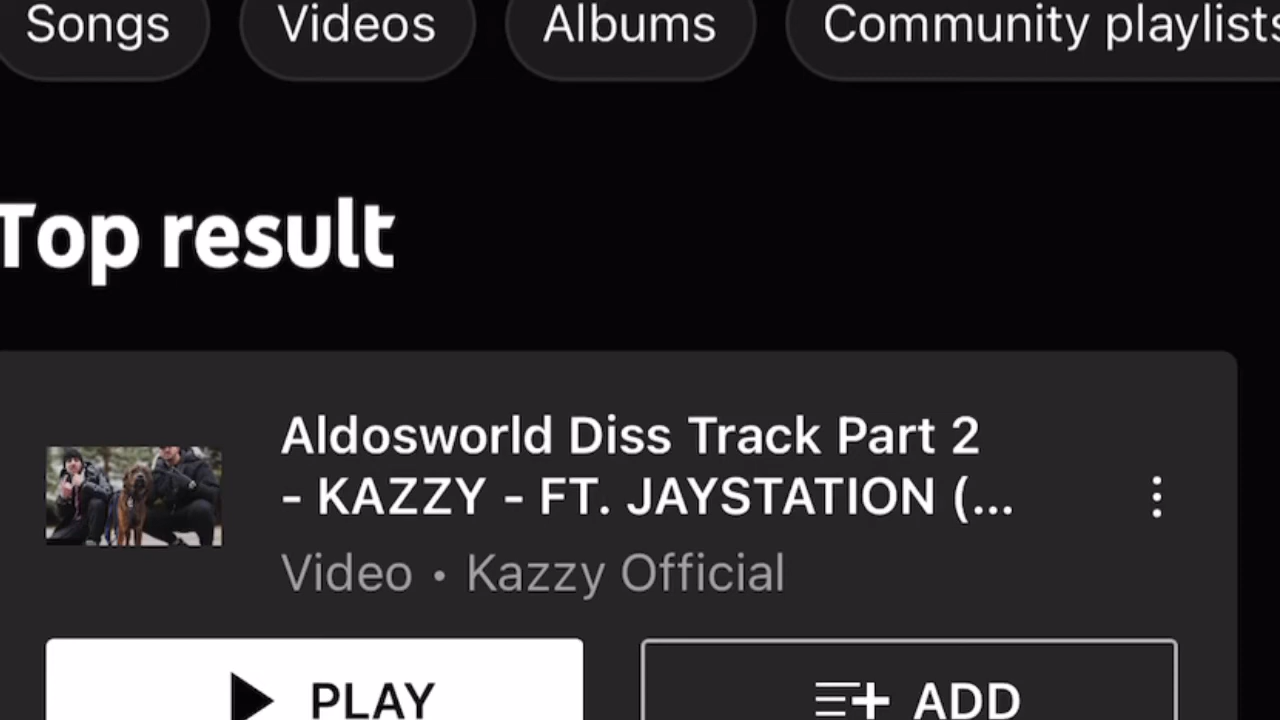 Songs Videos Albums Community playlists
Top result
Aldosworld Diss Track Part 2
- KAZZY - FT. JAYSTATION (...
Video • Kazzy Official
PLAY ADD